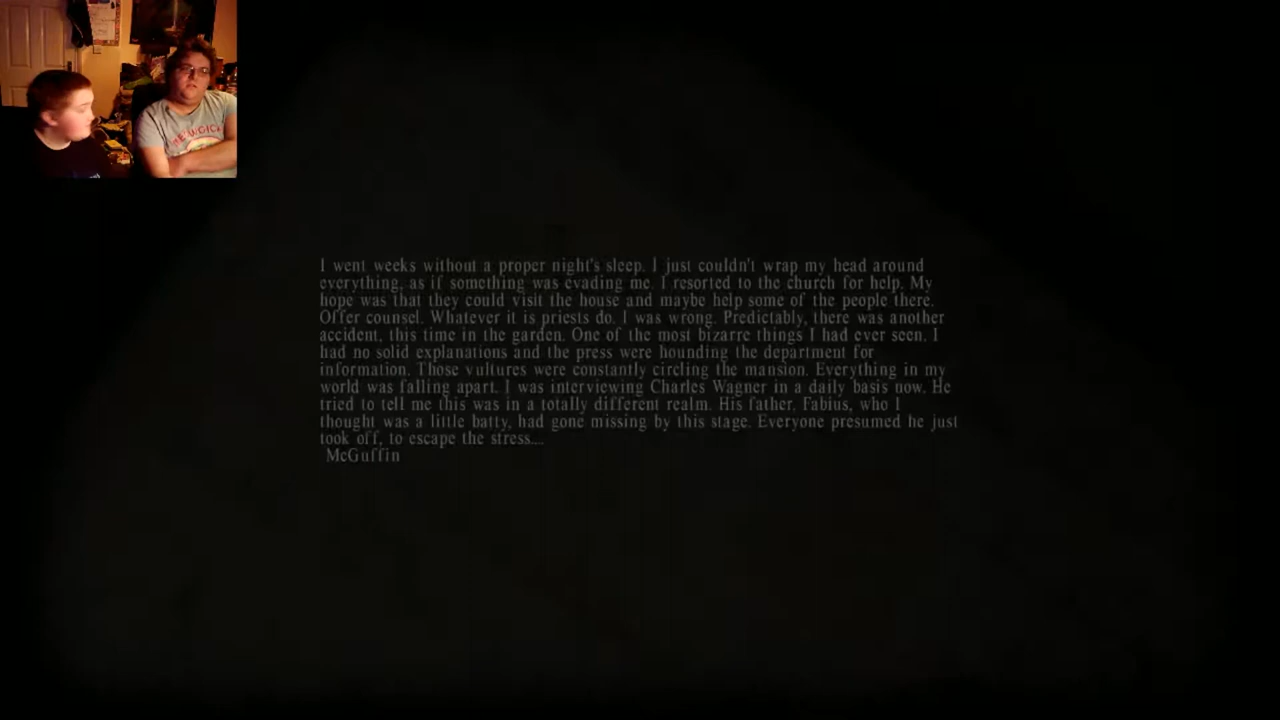 I went weeks without a proper night's sleep. I just couldn't wrap my head around
everything, as if something was evading me. I resorted to the church for help. My
hope was that they could visit the house and maybe help some of the people there.
Offer counsel. Whatever it is priests do. I was wrong. Predictably, there was another
accident, this time in the garden. One of the most bizarre things I had ever seen. I
had no solid explanations and the press were hounding the department for
information. Those vultures were constantly circling the mansion. Everything in my
world was falling apart. I was interviewing Charles Wagner in a daily basis now. He
tried to tell me this was in a totally different realm. His father, Fabius, who I
thought was a little batty, had gone missing by this stage. Everyone presumed he just
took off, to escape the stress....
McGuffin